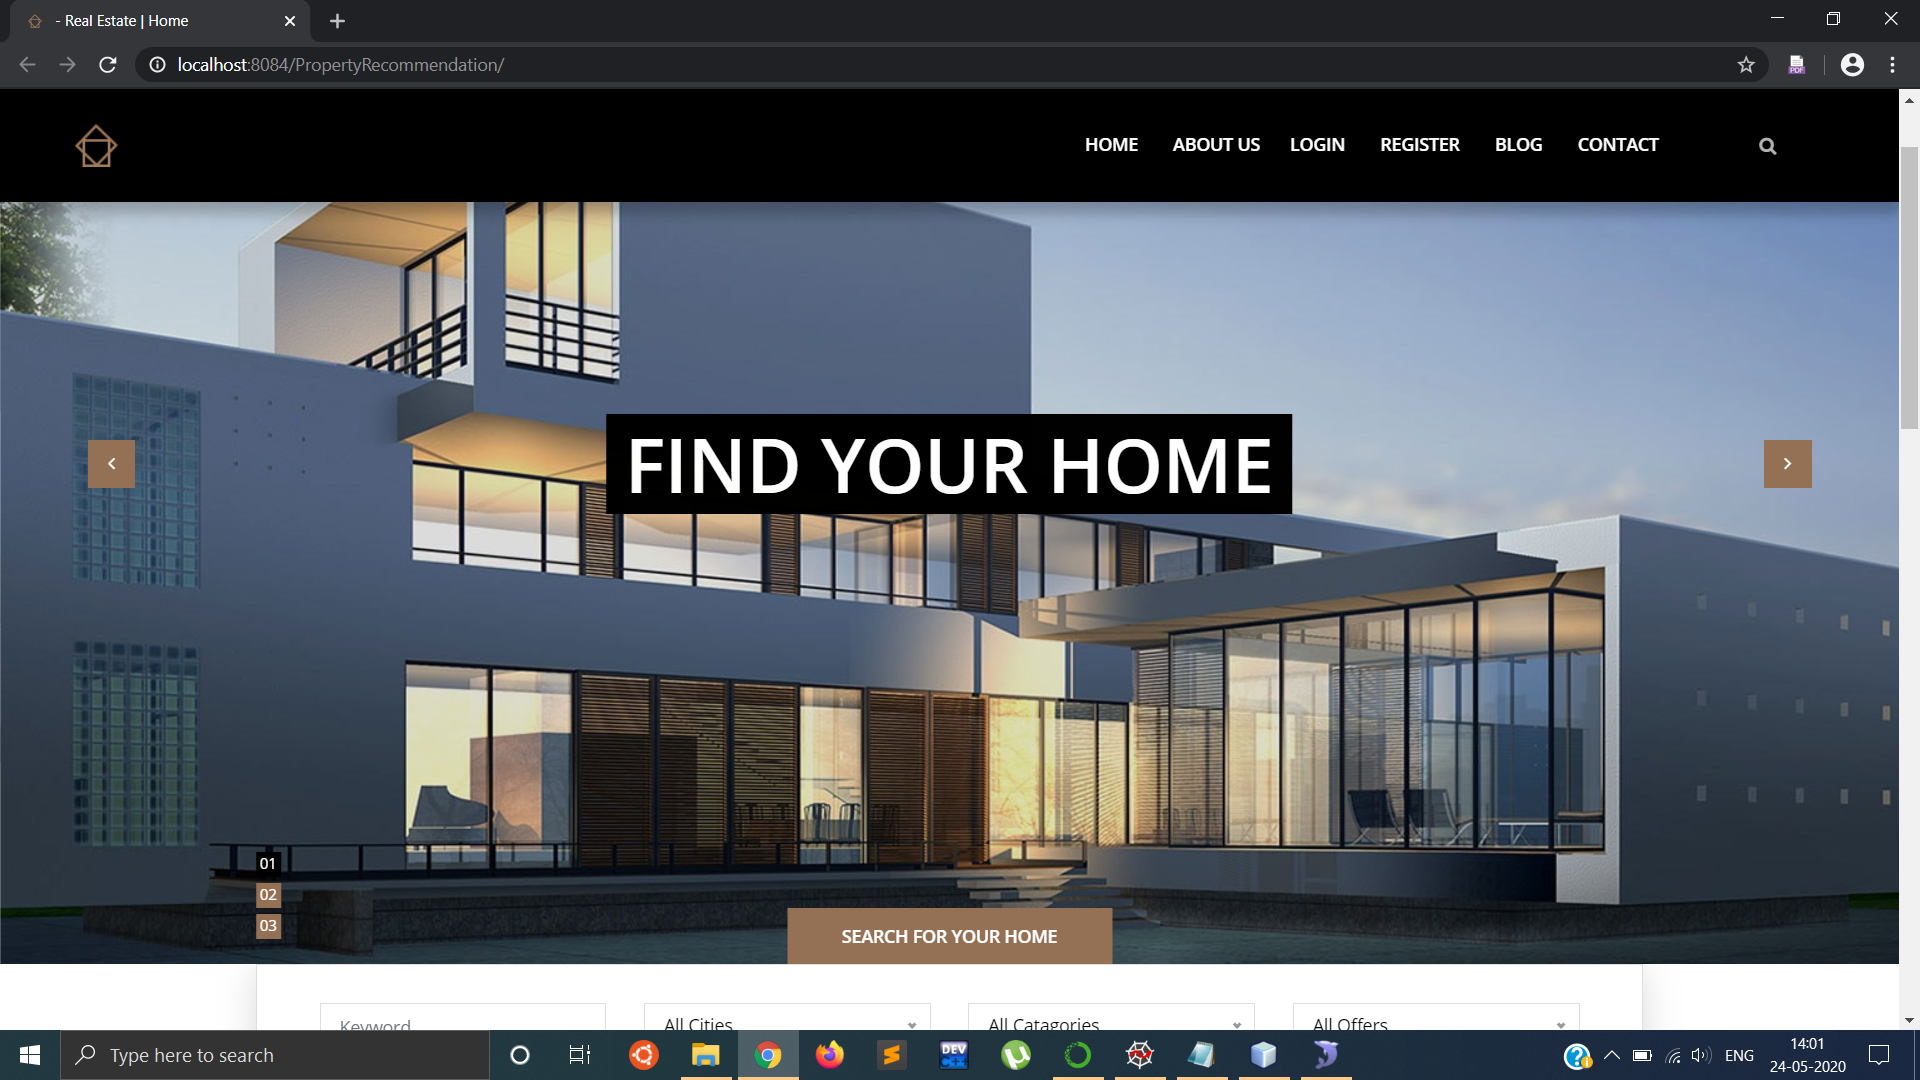 - Real Estate | Home
localhost:8084/PropertyRecommendation/
PDF
HOME ABOUT US LOGIN REGISTER BLOG CONTACT
FIND YOUR HOME
01
02
03
SEARCH FOR YOUR HOME
Keyword All Cities All Catagories All Offers
Type here to search
DEV
C++
ENG
14:01
24-05-2020